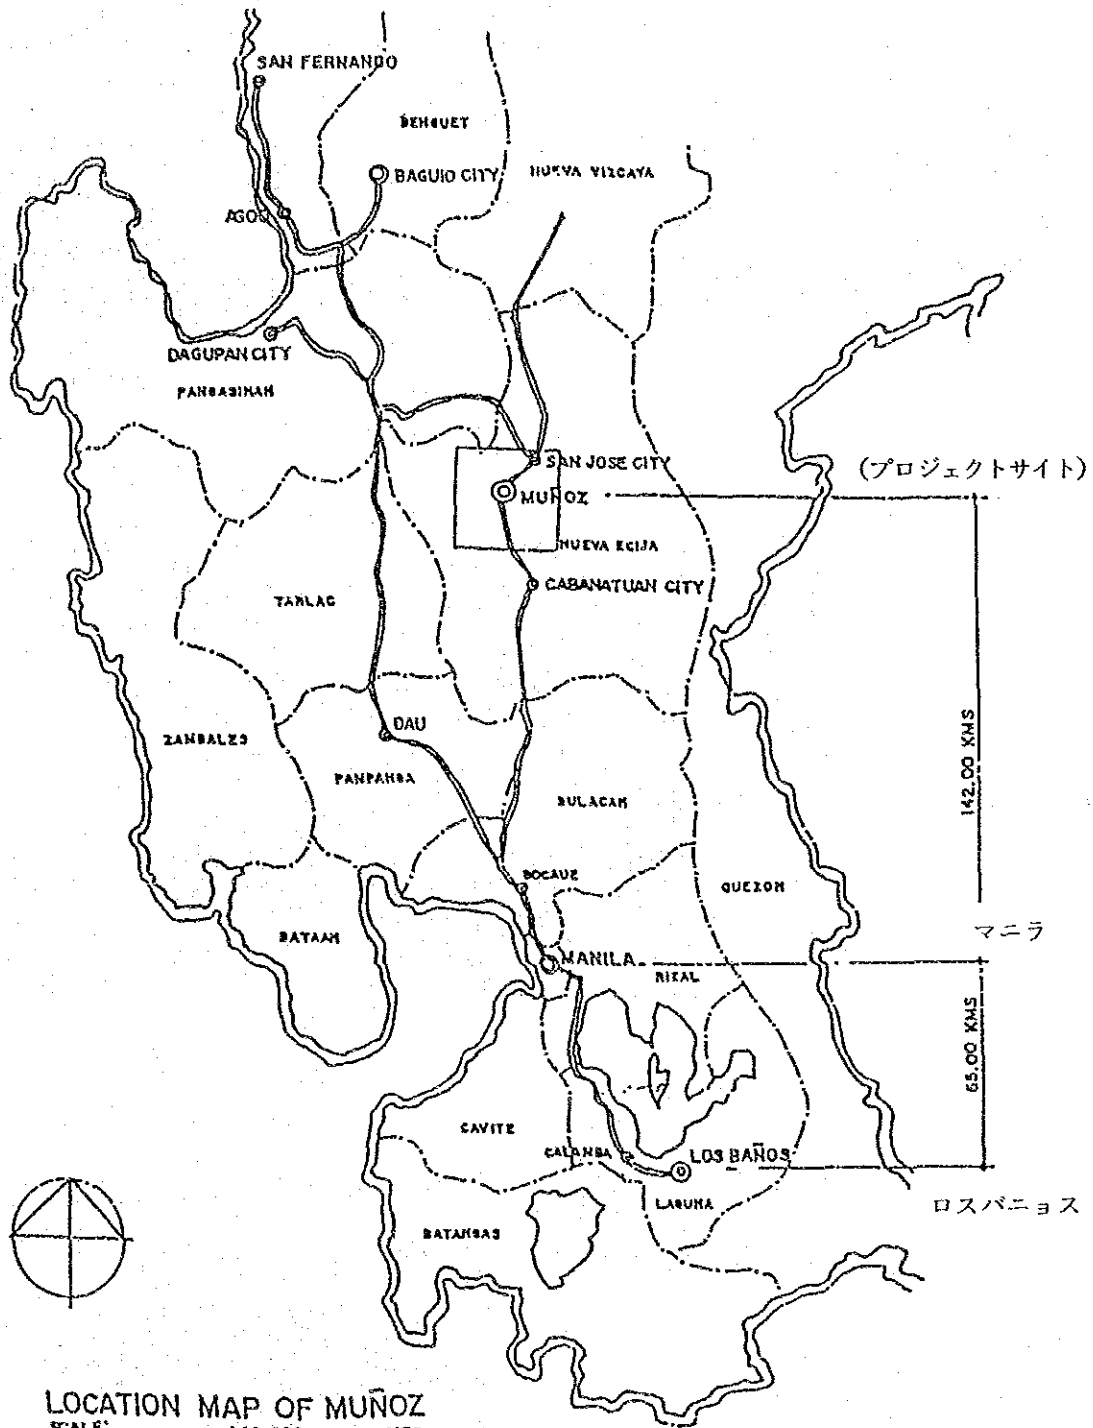 SAN FERNANDO
BENGUET
BAGUIO CITY
NUEVA VIZCAYA
AGOO
DAGUPAN CITY
PANGASINAN
SAN JOSE CITY
(プロジェクトサイト)
MUÑOZ
NUEVA ECIJA
CABANATUAN CITY
TARLAC
DAU
ZAMBALES
PANPANGA
BULACAN
142.00 KMS
BOCAUE
QUEZON
BATAAN
マニラ
MANILA
RIZAL
65.00 KMS
CAVITE
CALAMBA
LOS BAÑOS
LAGUNA
ロスバニョス
BATANGAS
LOCATION MAP OF MUÑOZ
SCALE: